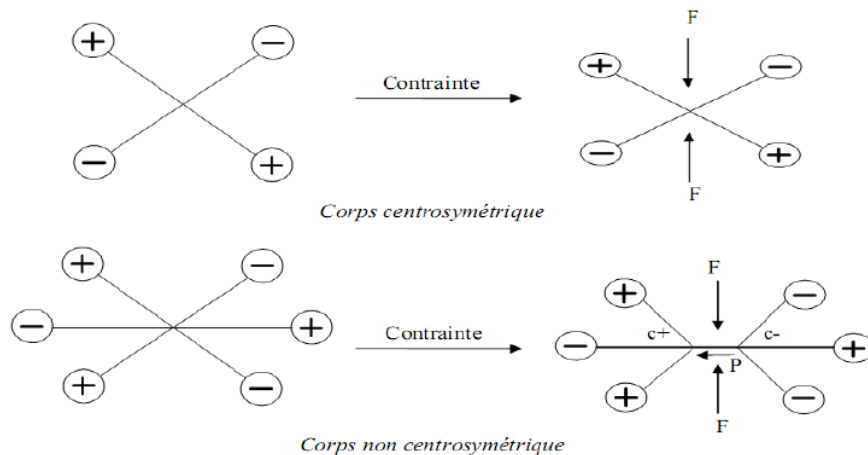 + − F
Contrainte
+ −
− +
− + F
Corps centrosymétrique
+ − F
+ −
− + Contrainte c+ c-
− P +
+ − + −
F
Corps non centrosymétrique